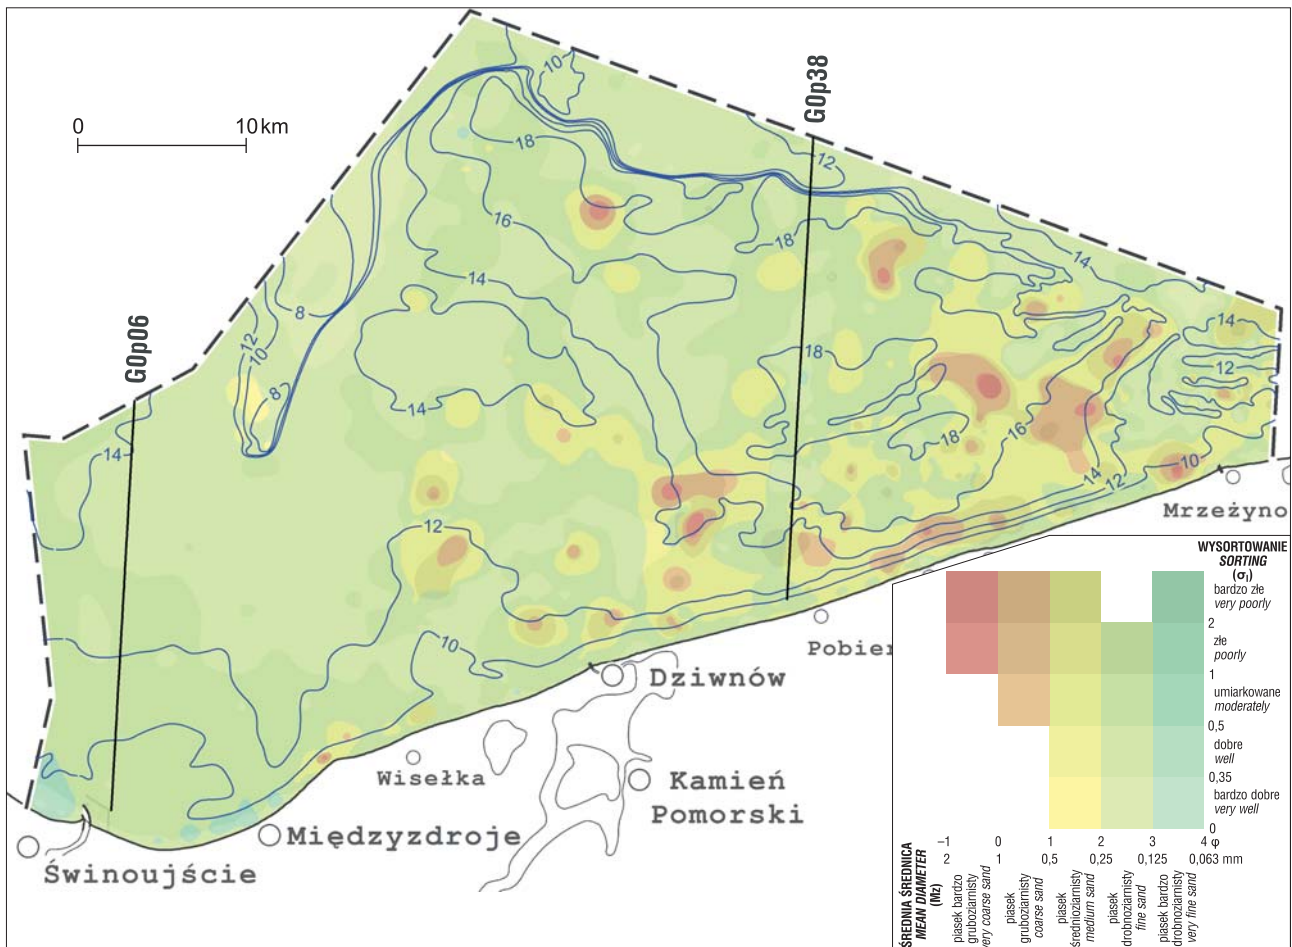 0 10 km
G0p06
G0p38
10
18
12
16
18
14
14
8
12
10
8
14
18
14
12
14
16
18
14
12
10
12
10
Mrzeżyno
Pobier
Dziwnów
Wisełka
Kamień
Pomorski
Międzyzdroje
Świnoujście
WYSORTOWANIE
SORTING
(σI)
bardzo złe
very poorly
2
złe
poorly
1
umiarkowane
moderately
0,5
dobre
well
0,35
bardzo dobre
very well
0
–1 0 1 2 3 4 φ
2 1 0,5 0,25 0,125 0,063 mm
ŚREDNIA ŚREDNICA
MEAN DIAMETER
(Mz)
piasek bardzo
gruboziarnisty
very coarse sand
piasek
gruboziarnisty
coarse sand
piasek
średnioziarnisty
medium sand
piasek
drobnoziarnisty
fine sand
piasek bardzo
drobnoziarnisty
very fine sand